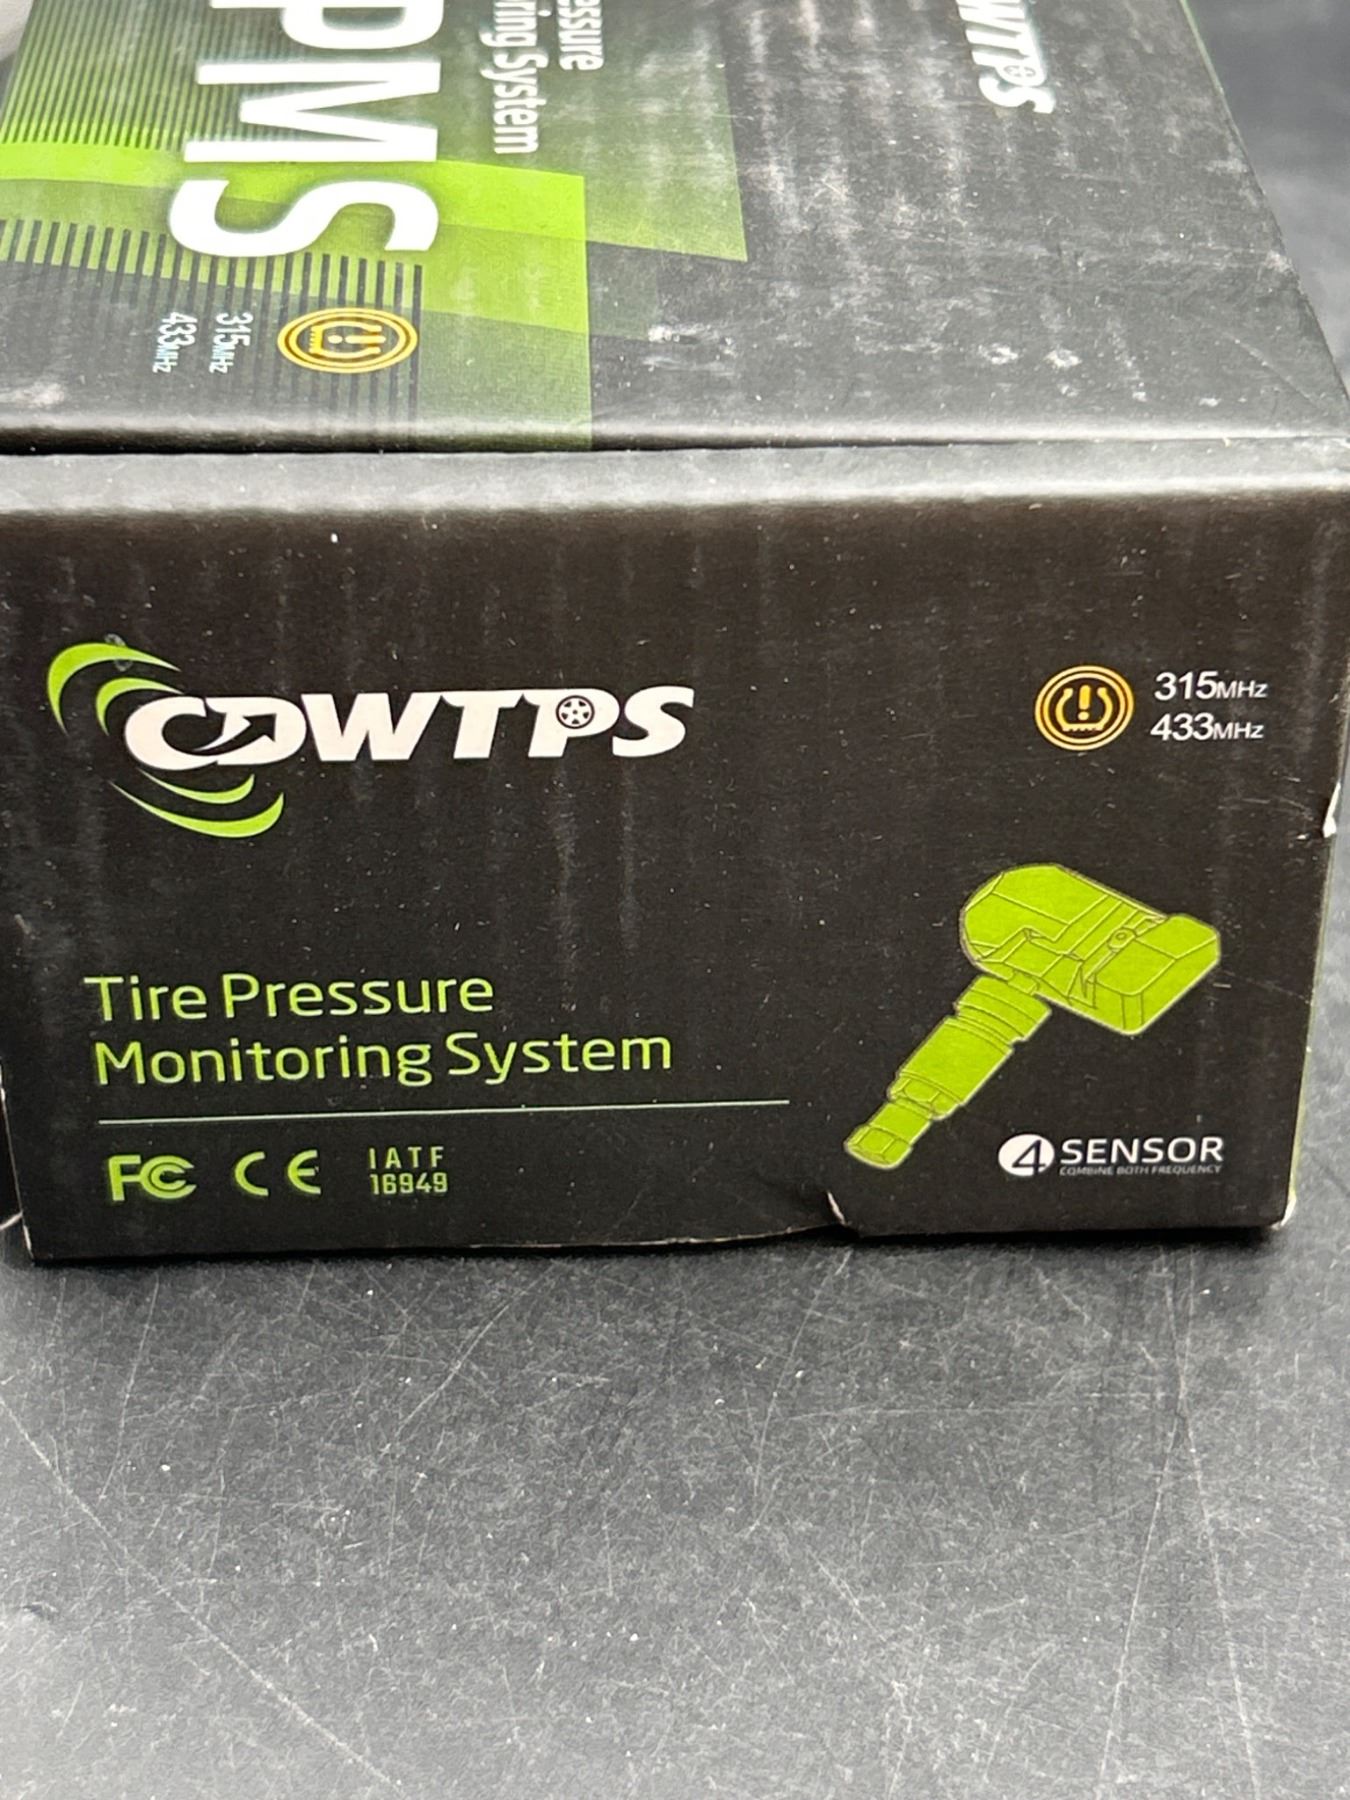 PMS
essure
ring System
WTPS
315MHz
433MHz
CDWTPS
315MHz
433MHz
Tire Pressure
Monitoring System
FC CE IATF
16949
4 SENSOR
COMBINE BOTH FREQUENCY